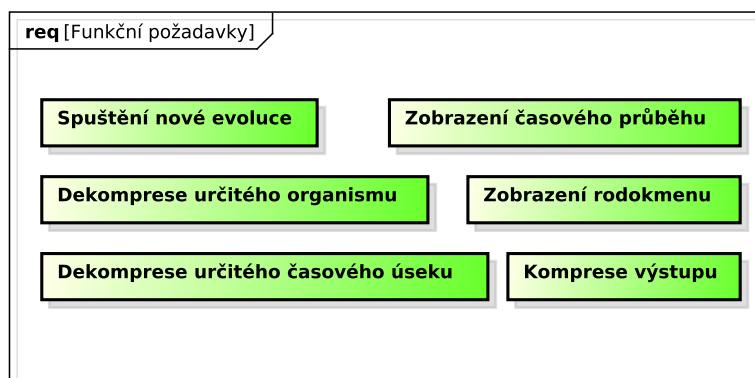 req [Funkční požadavky]
Spuštění nové evoluce
Zobrazení časového průběhu
Dekomprese určitého organismu
Zobrazení rodokmenu
Dekomprese určitého časového úseku
Komprese výstupu